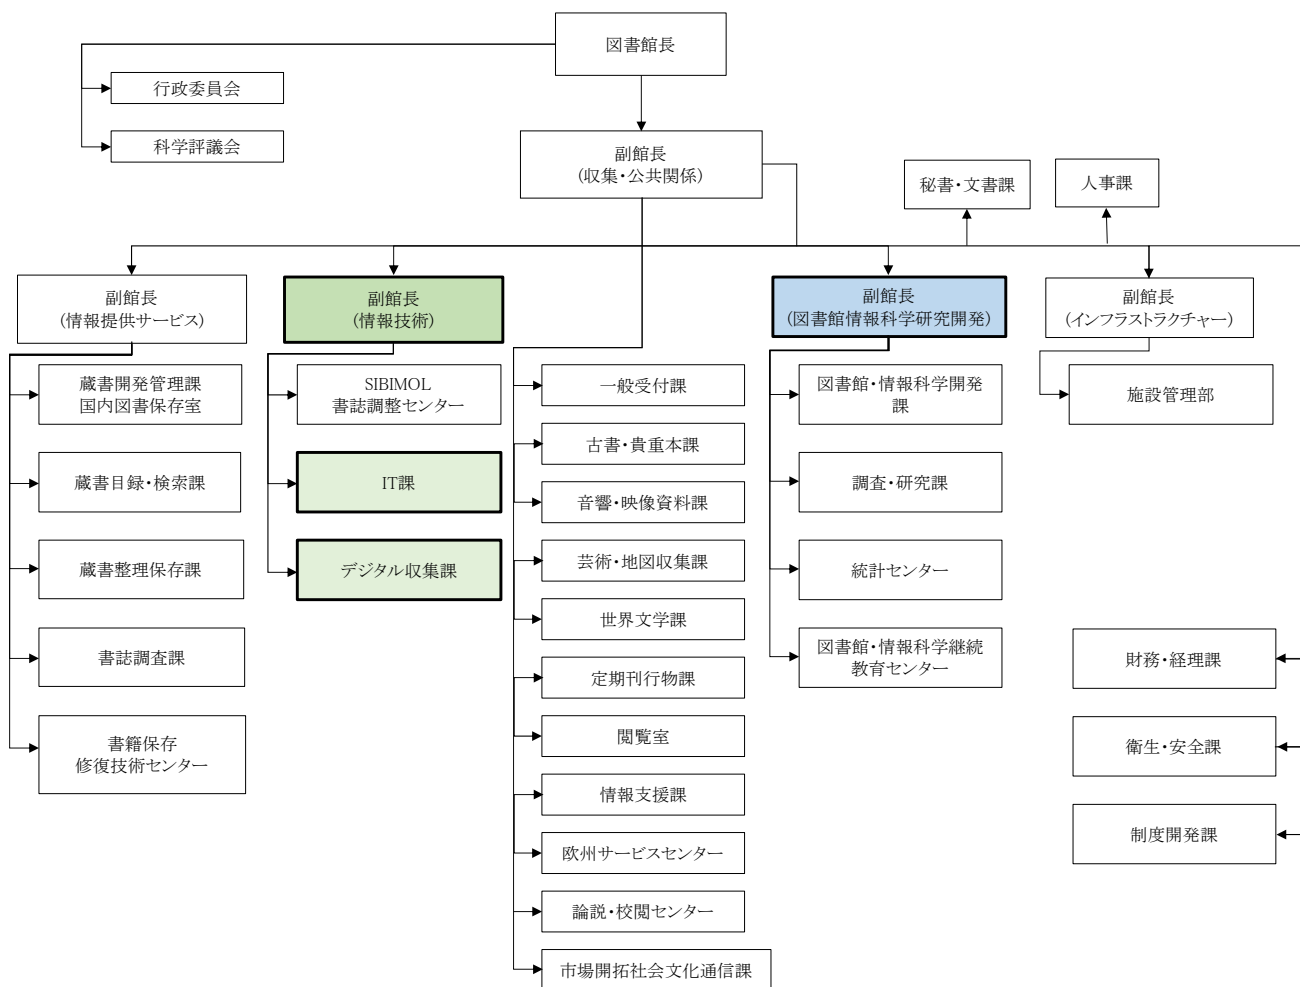 図書館長
行政委員会
科学評議会
副館長
(収集・公共関係)
秘書・文書課
人事課
副館長
(情報提供サービス)
蔵書開発管理課
国内図書保存室
蔵書目録・検索課
蔵書整理保存課
書誌調査課
書籍保存
修復技術センター
副館長
(情報技術)
SIBIMOL
書誌調整センター
IT課
デジタル収集課
一般受付課
古書・貴重本課
音響・映像資料課
芸術・地図収集課
世界文学課
定期刊行物課
閲覧室
情報支援課
欧州サービスセンター
論説・校閲センター
市場開拓社会文化通信課
副館長
(図書館情報科学研究開発)
図書館・情報科学開発
課
調査・研究課
統計センター
図書館・情報科学継続
教育センター
副館長
(インフラストラクチャー)
施設管理部
財務・経理課
衛生・安全課
制度開発課